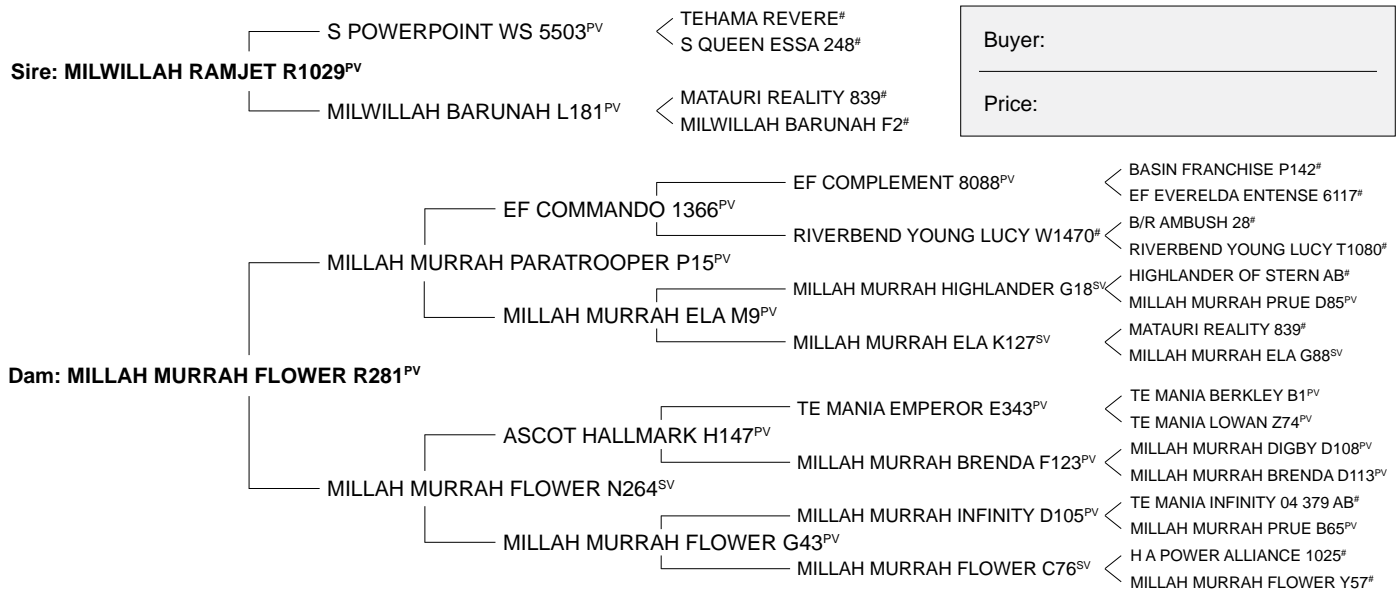 S POWERPOINT WS 5503PV
TEHAMA REVERE#
S QUEEN ESSA 248#
Sire: MILWILLAH RAMJET R1029PV
MILWILLAH BARUNAH L181PV
MATAURI REALITY 839#
MILWILLAH BARUNAH F2#
Buyer:
Price:
EF COMPLEMENT 8088PV
BASIN FRANCHISE P142#
EF EVERELDA ENTENSE 6117#
EF COMMANDO 1366PV
RIVERBEND YOUNG LUCY W1470#
B/R AMBUSH 28#
RIVERBEND YOUNG LUCY T1080#
MILLAH MURRAH PARATROOPER P15PV
MILLAH MURRAH HIGHLANDER G18SV
HIGHLANDER OF STERN AB#
MILLAH MURRAH PRUE D85PV
MILLAH MURRAH ELA M9PV
MILLAH MURRAH ELA K127SV
MATAURI REALITY 839#
MILLAH MURRAH ELA G88SV
Dam: MILLAH MURRAH FLOWER R281PV
TE MANIA EMPEROR E343PV
TE MANIA BERKLEY B1PV
TE MANIA LOWAN Z74PV
ASCOT HALLMARK H147PV
MILLAH MURRAH BRENDA F123PV
MILLAH MURRAH DIGBY D108PV
MILLAH MURRAH BRENDA D113PV
MILLAH MURRAH FLOWER N264SV
MILLAH MURRAH INFINITY D105PV
TE MANIA INFINITY 04 379 AB#
MILLAH MURRAH PRUE B65PV
MILLAH MURRAH FLOWER G43PV
MILLAH MURRAH FLOWER C76SV
H A POWER ALLIANCE 1025#
MILLAH MURRAH FLOWER Y57#